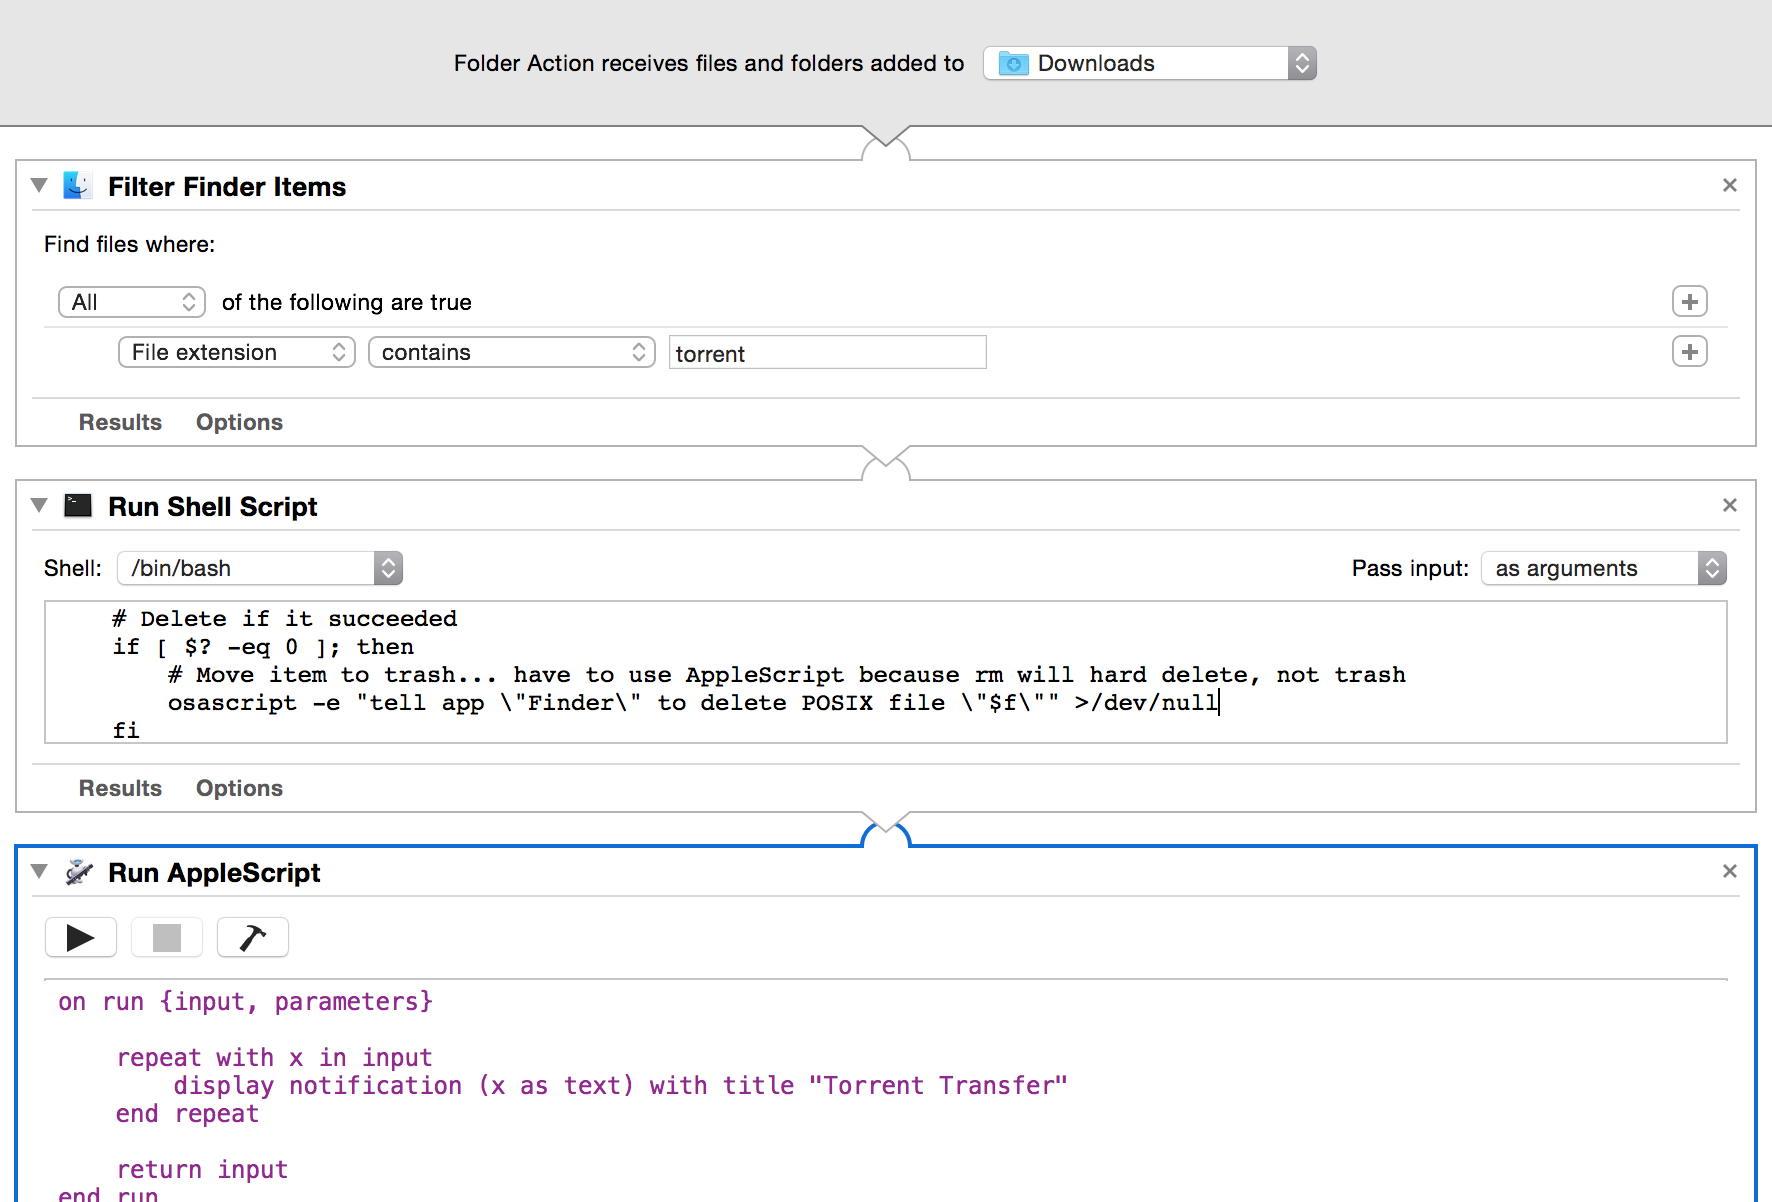 Folder Action receives files and folders added to Downloads
Filter Finder Items
Find files where:
All of the following are true
File extension contains torrent
Results Options
Run Shell Script
Shell: /bin/bash Pass input: as arguments
# Delete if it succeeded
if [ $? -eq 0 ]; then
# Move item to trash... have to use AppleScript because rm will hard delete, not trash
osascript -e "tell app \"Finder\" to delete POSIX file \"$f\"" >/dev/null
fi
Results Options
Run AppleScript
on run {input, parameters}
repeat with x in input
display notification (x as text) with title "Torrent Transfer"
end repeat
return input
end run